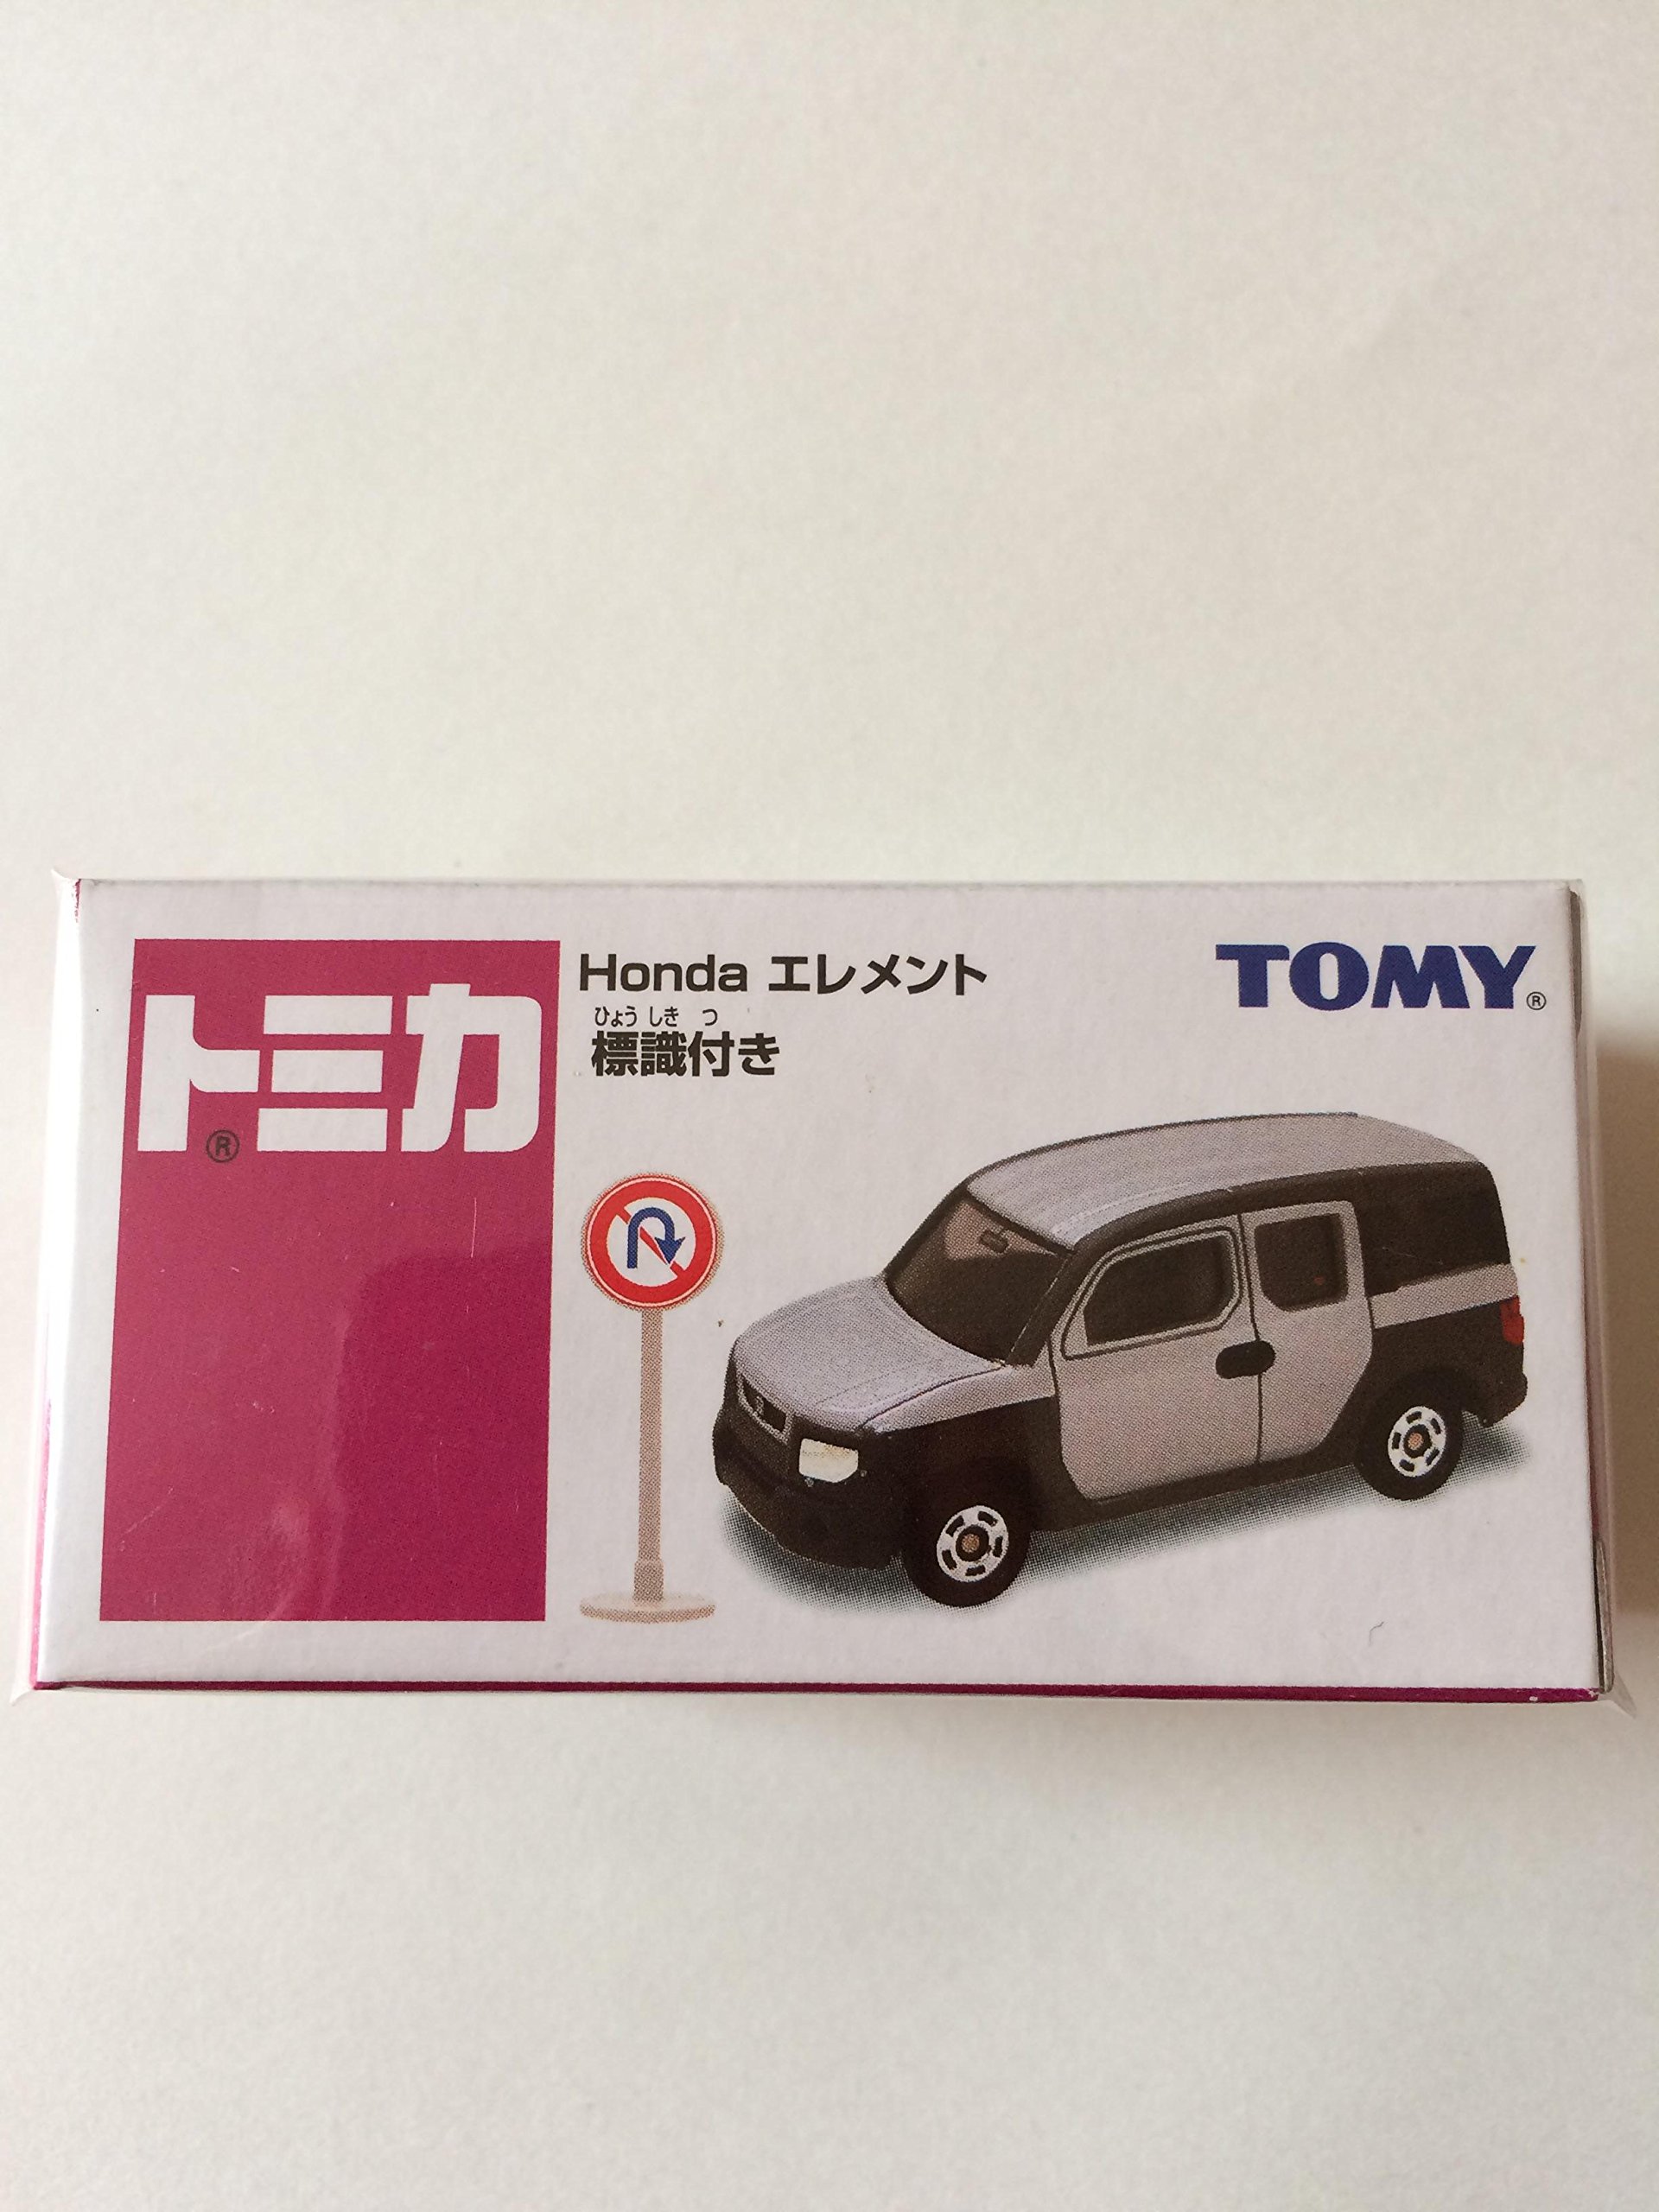 トミカ
®
Honda エレメント
ひょう しき つ
標識付き
TOMY®